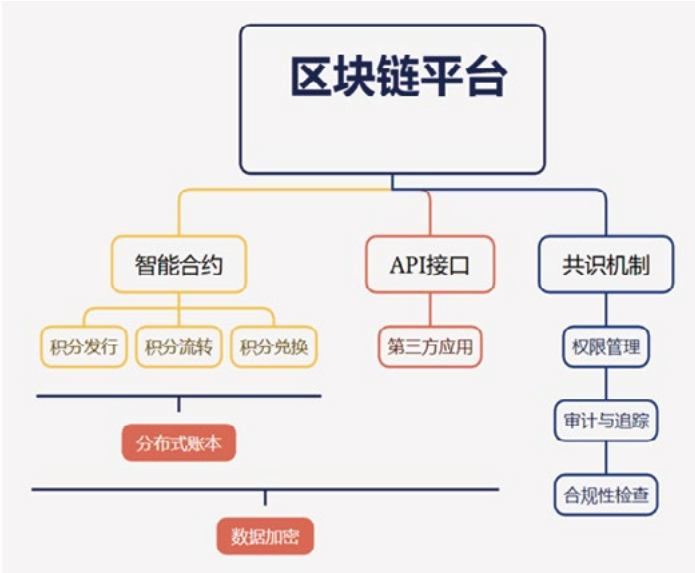 区块链平台
智能合约
API接口
共识机制
积分发行
积分流转
积分兑换
第三方应用
权限管理
审计与追踪
分布式账本
合规性检查
数据加密